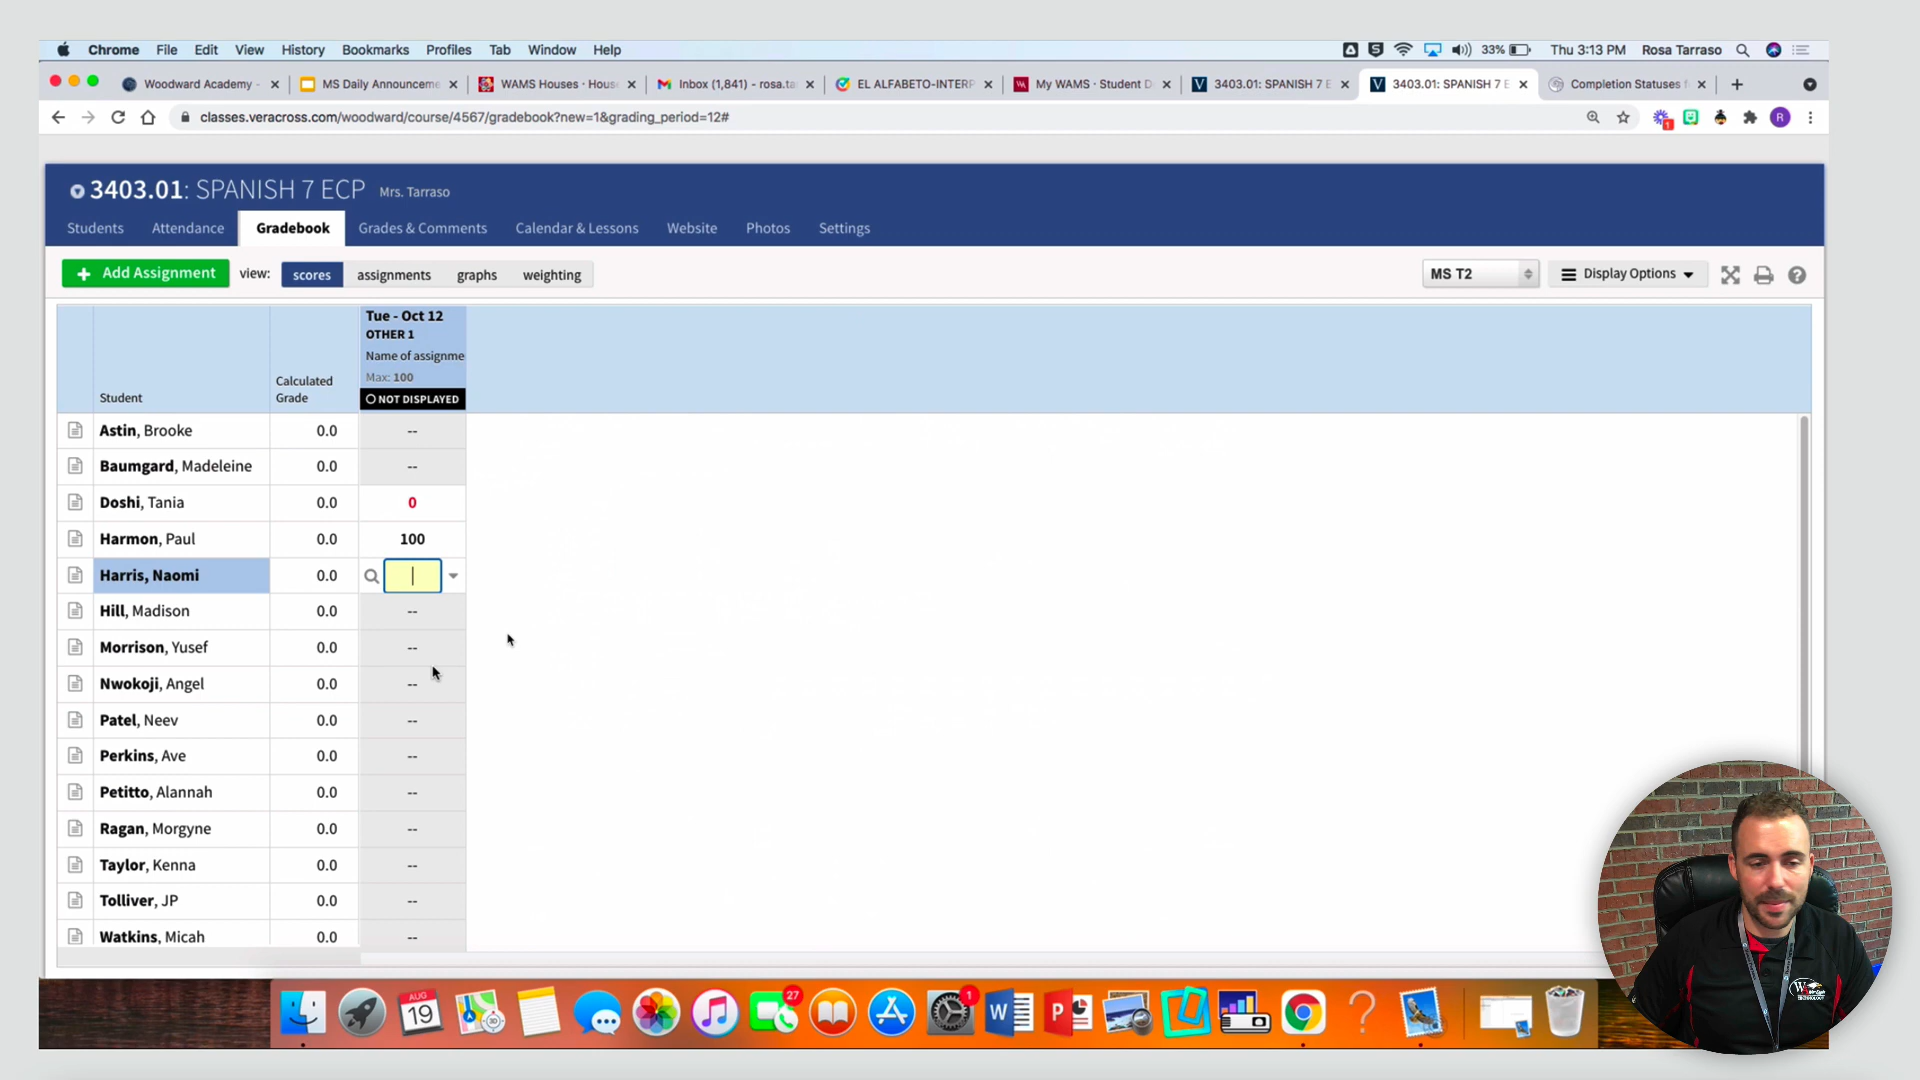 Chrome File Edit View History Bookmarks Profiles Tab Window Help 33% Thu 3:13 PM Rosa Tarraso
Woodward Academy - MS Daily Announceme WAMS Houses · Hous Inbox (1,841) - rosa.ta EL ALFABETO-INTERP My WAMS · Student D 3403.01: SPANISH 7 E 3403.01: SPANISH 7 E Completion Statuses f
classes.veracross.com/woodward/course/4567/gradebook?new=1&grading_period=12# 1 R
3403.01: SPANISH 7 ECP Mrs. Tarraso
Students Attendance Gradebook Grades & Comments Calendar & Lessons Website Photos Settings
+ Add Assignment view: scores assignments graphs weighting MS T2 Display Options ?
Tue - Oct 12
OTHER 1
Name of assignme
Max: 100
Student Calculated Grade NOT DISPLAYED
Astin, Brooke 0.0 --
Baumgard, Madeleine 0.0 --
Doshi, Tania 0.0 0
Harmon, Paul 0.0 100
Harris, Naomi 0.0
Hill, Madison 0.0 --
Morrison, Yusef 0.0 --
Nwokoji, Angel 0.0 --
Patel, Neev 0.0 --
Perkins, Ave 0.0 --
Petitto, Alannah 0.0 --
Ragan, Morgyne 0.0 --
Taylor, Kenna 0.0 --
Tolliver, JP 0.0 --
Watkins, Micah 0.0 --
AUG 19 3D 27 1 W P ?
W
TECHNOLOGY